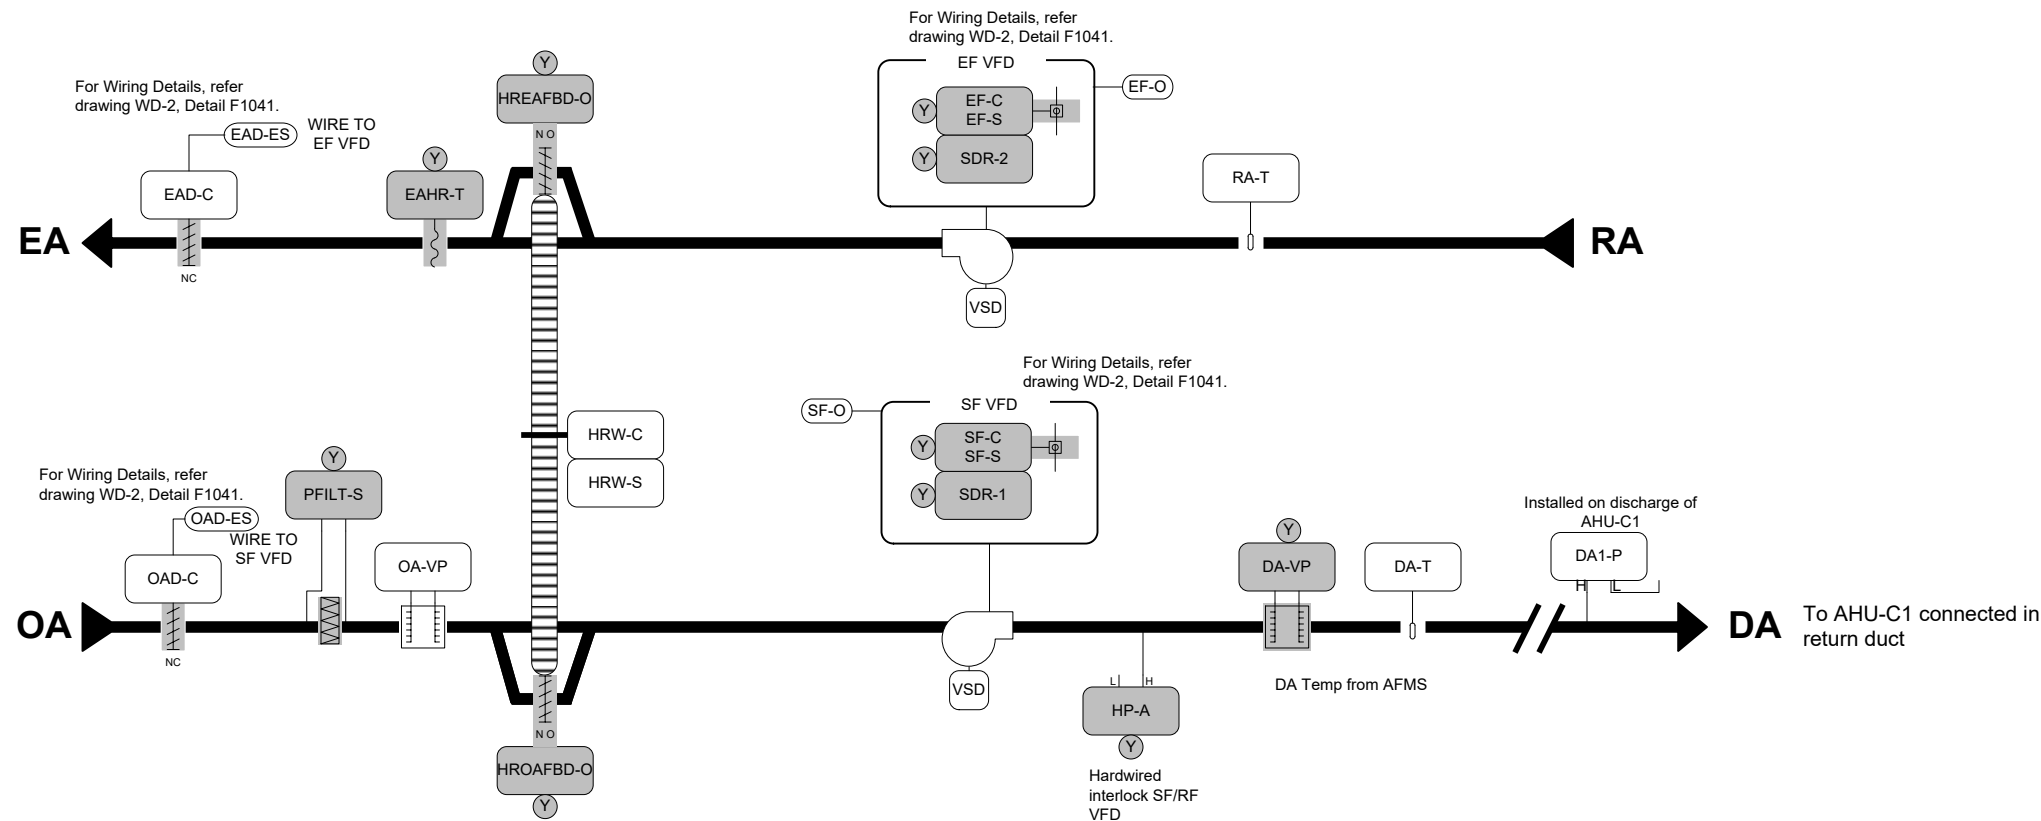 For Wiring Details, refer
drawing WD-2, Detail F1041.
EF VFD
EF-O
Y
EF-C
EF-S
Y
SDR-2
Y
HREAFBD-O
N O
For Wiring Details, refer
drawing WD-2, Detail F1041.
EAD-ES
WIRE TO
EF VFD
EAD-C
NC
Y
EAHR-T
RA-T
EA
RA
VSD
For Wiring Details, refer
drawing WD-2, Detail F1041.
SF-O
SF VFD
Y
SF-C
SF-S
Y
SDR-1
HRW-C
HRW-S
For Wiring Details, refer
drawing WD-2, Detail F1041.
OAD-ES
WIRE TO
SF VFD
Y
PFILT-S
OAD-C
NC
OA-VP
Y
DA-VP
DA-T
Installed on discharge of
AHU-C1
DA1-P
H
L
OA
DA
To AHU-C1 connected in
return duct
VSD
DA Temp from AFMS
L
H
HP-A
Y
Hardwired
interlock SF/RF
VFD
N O
HROAFBD-O
Y